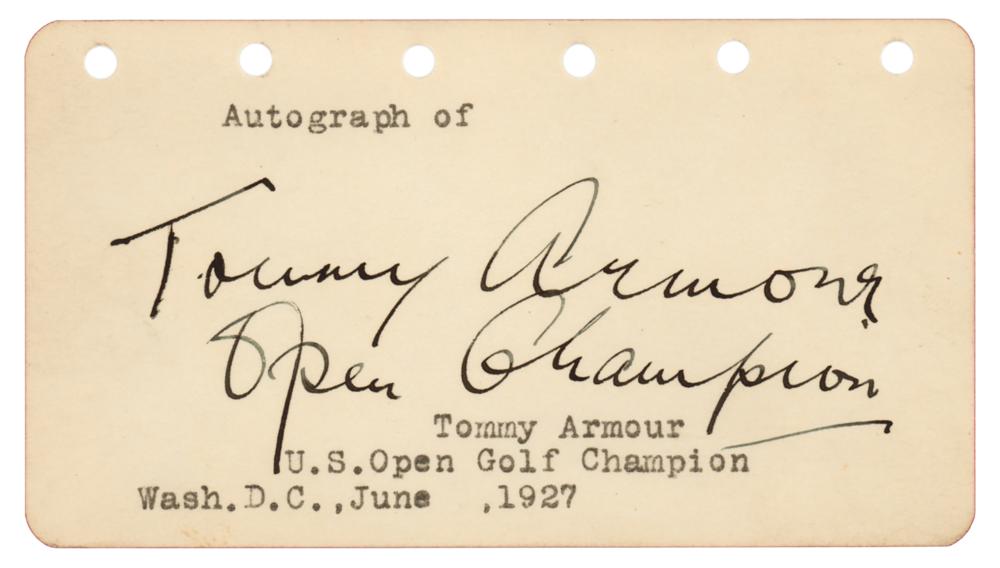 Autograph of
Tommy Armour
Open Champion
Tommy Armour
U.S.Open Golf Champion
Wash.D.C.,June ,1927